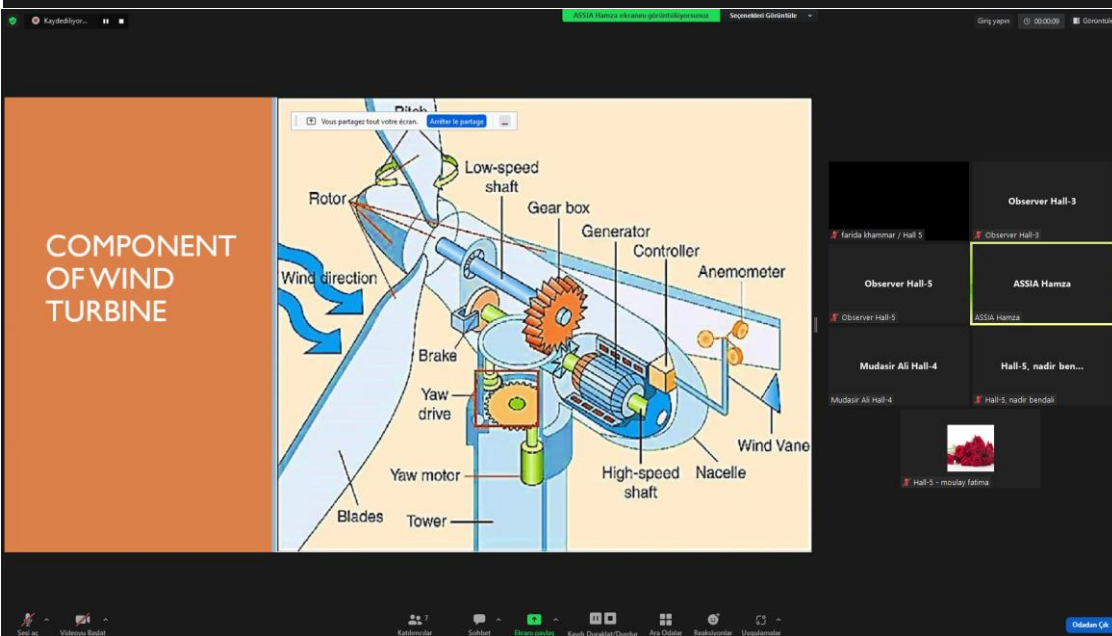 Kaydediliyor...
ASSIA Hamza ekranını görüntülüyorsunuz
Seçenekleri Görüntüle
Giriş yapın
00:00:09
COMPONENT
OF WIND
TURBINE
Vous partagez tout votre écran.
Arrêter le partage
Low-speed
shaft
Rotor
Gear box
Generator
Controller
Anemometer
Wind direction
Brake
Yaw
drive
Wind Vane
Yaw motor
High-speed
shaft
Nacelle
Blades
Tower
farida khammar / Hall 5
Observer Hall-3
Observer Hall-3
Observer Hall-5
Observer Hall-5
ASSIA Hamza
ASSIA Hamza
Mudasir Ali Hall-4
Mudasir Ali Hall-4
Hall-5, nadir ben...
Hall-5, nadir bendali
Hall-5 - moulay fatima
Sesi aç
Videoyu Başlat
7
Katılımcılar
Sohbet
Ekranı paylaş
Kaydı Duraklat/Durdur
Ara Odalar
Reaksiyonlar
Uygulamalar
Odadan Çık